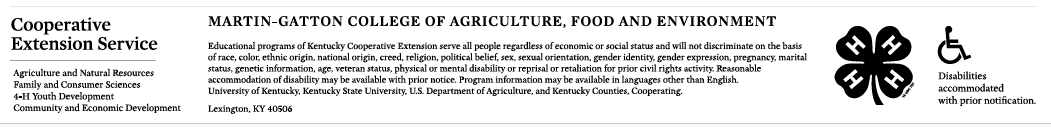 Cooperative
Extension Service
Agriculture and Natural Resources
Family and Consumer Sciences
4-H Youth Development
Community and Economic Development
MARTIN-GATTON COLLEGE OF AGRICULTURE, FOOD AND ENVIRONMENT
Educational programs of Kentucky Cooperative Extension serve all people regardless of economic or social status and will not discriminate on the basis
of race, color, ethnic origin, national origin, creed, religion, political belief, sex, sexual orientation, gender identity, gender expression, pregnancy, marital
status, genetic information, age, veteran status, physical or mental disability or reprisal or retaliation for prior civil rights activity. Reasonable
accommodation of disability may be available with prior notice. Program information may be available in languages other than English.
University of Kentucky, Kentucky State University, U.S. Department of Agriculture, and Kentucky Counties, Cooperating.
Lexington, KY 40506
H H
H H
Disabilities
accommodated
with prior notification.